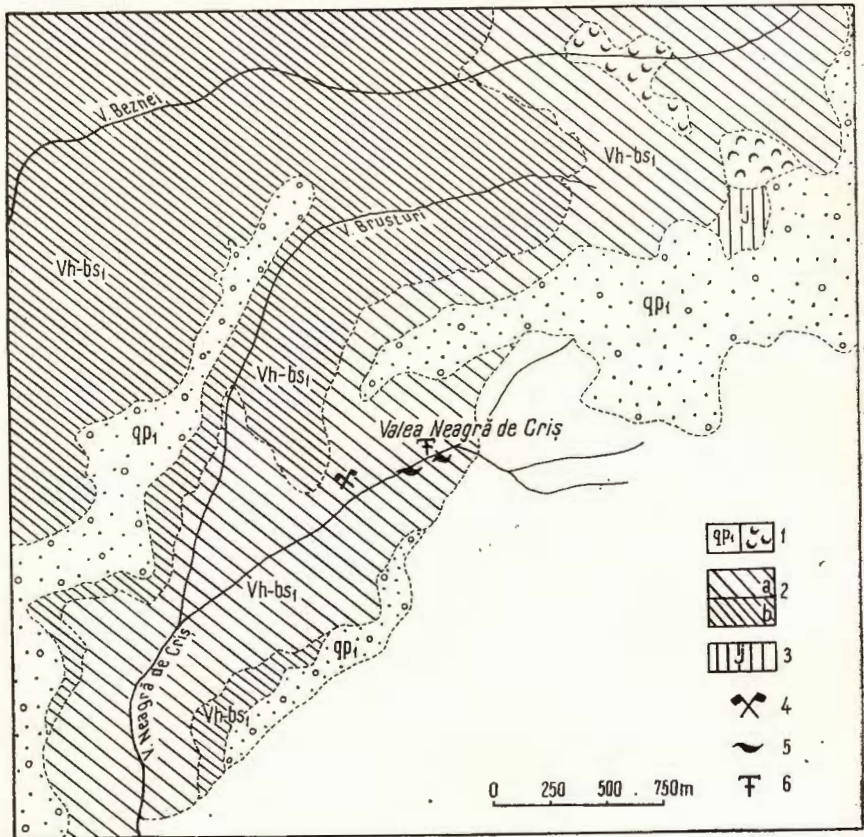 V. Beznei
Vh-bs₁
V. Brusturi
j
Vh-bs₁
qp₁
Vh-bs₁
qp₁
Valea Neagră de Criș
Vh-bs₁
qp₁
V. Neagră de Criș
Vh-bs₁
qp₁ 1
a
b 2
j 3
4
5
6
0 250 500 750m